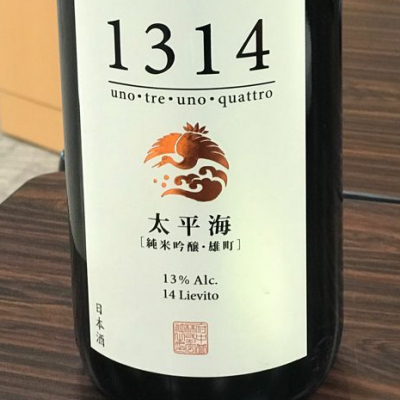 1314
uno・tre・uno・quattro
太平海
[純米吟醸・雄町]
13% Alc.
14 Lievito
日本酒